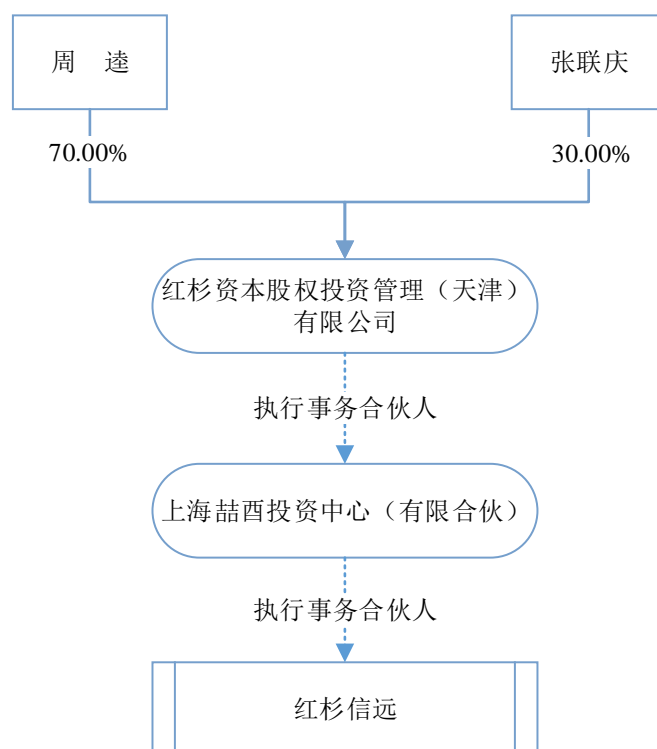 周 逵
张联庆
70.00%
30.00%
红杉资本股权投资管理（天津）
有限公司
执行事务合伙人
上海喆酉投资中心（有限合伙）
执行事务合伙人
红杉信远